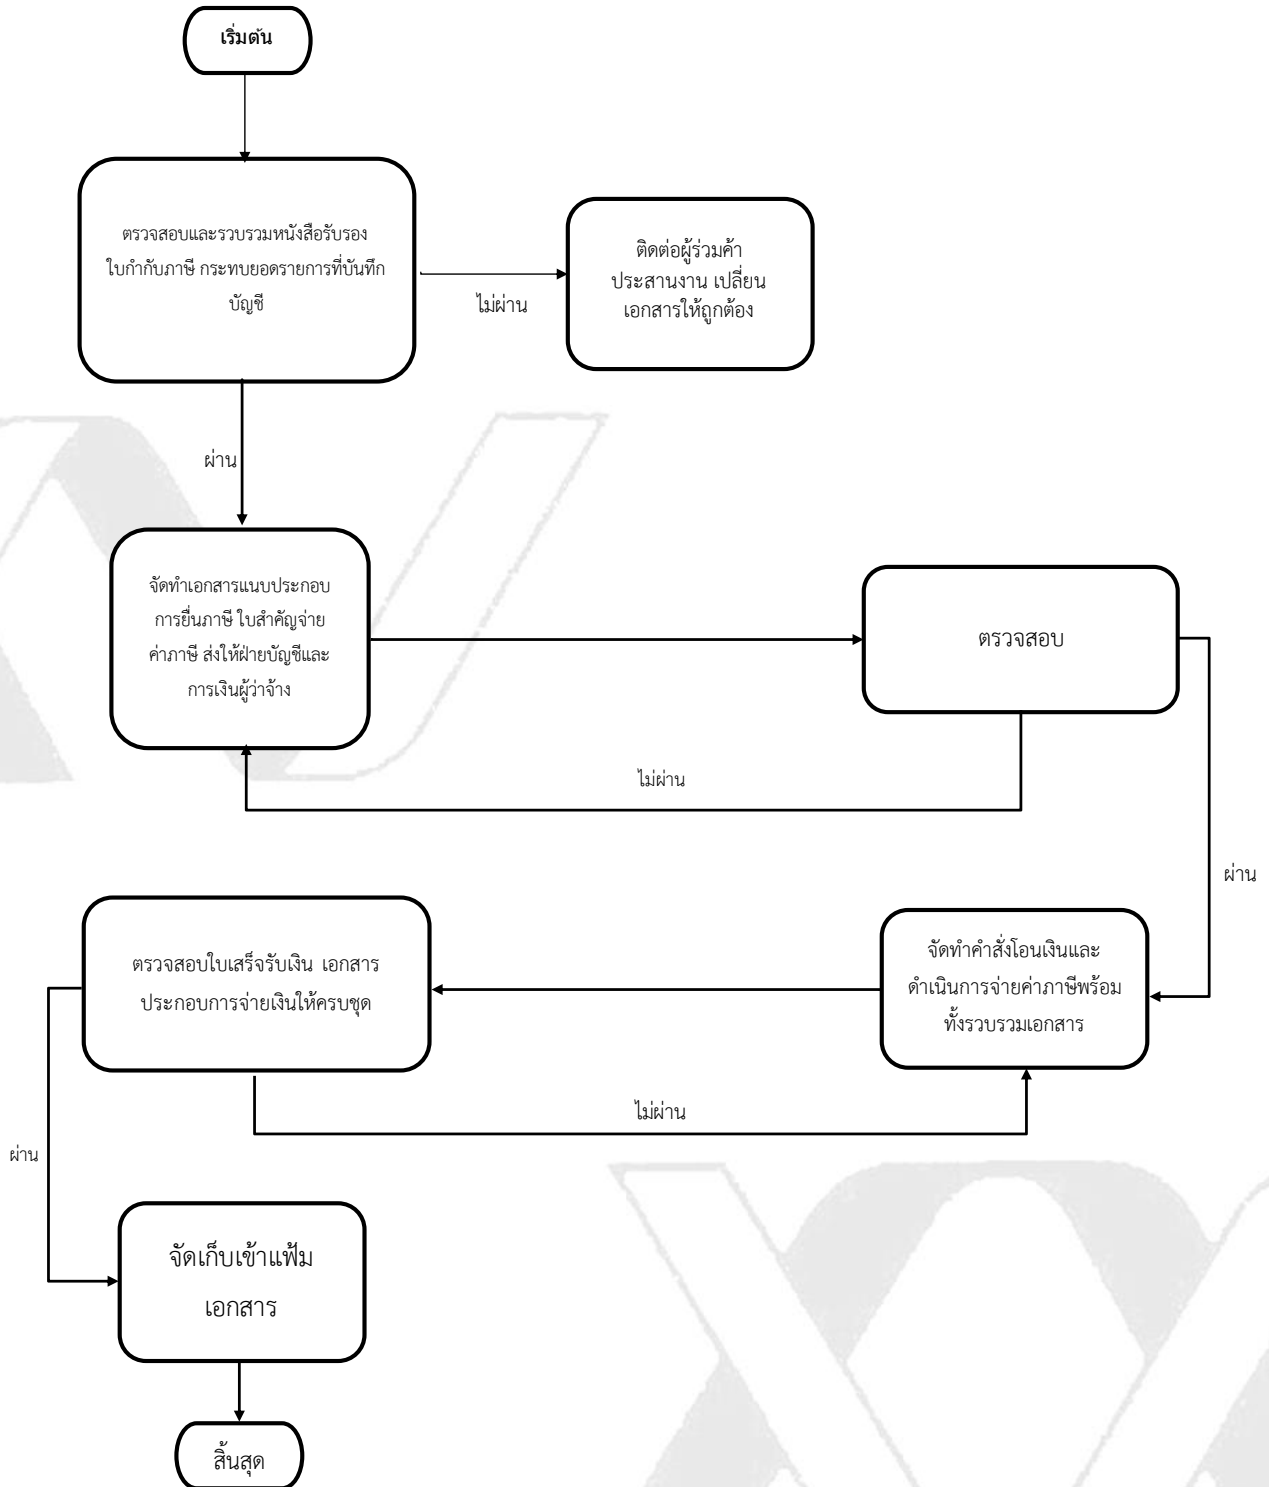 เริ่มต้น
ตรวจสอบและรวบรวมหนังสือรับรอง
ใบกำกับภาษี กระทบยอดรายการที่บันทึก
บัญชี
ไม่ผ่าน
ติดต่อผู้ร่วมค้า
ประสานงาน เปลี่ยน
เอกสารให้ถูกต้อง
ผ่าน
จัดทำเอกสารแนบประกอบ
การยื่นภาษี ใบสำคัญจ่าย
ค่าภาษี ส่งให้ฝ่ายบัญชีและ
การเงินผู้ว่าจ้าง
ตรวจสอบ
ไม่ผ่าน
ผ่าน
จัดทำคำสั่งโอนเงินและ
ดำเนินการจ่ายค่าภาษีพร้อม
ทั้งรวบรวมเอกสาร
ตรวจสอบใบเสร็จรับเงิน เอกสาร
ประกอบการจ่ายเงินให้ครบชุด
ไม่ผ่าน
ผ่าน
จัดเก็บเข้าแฟ้ม
เอกสาร
สิ้นสุด